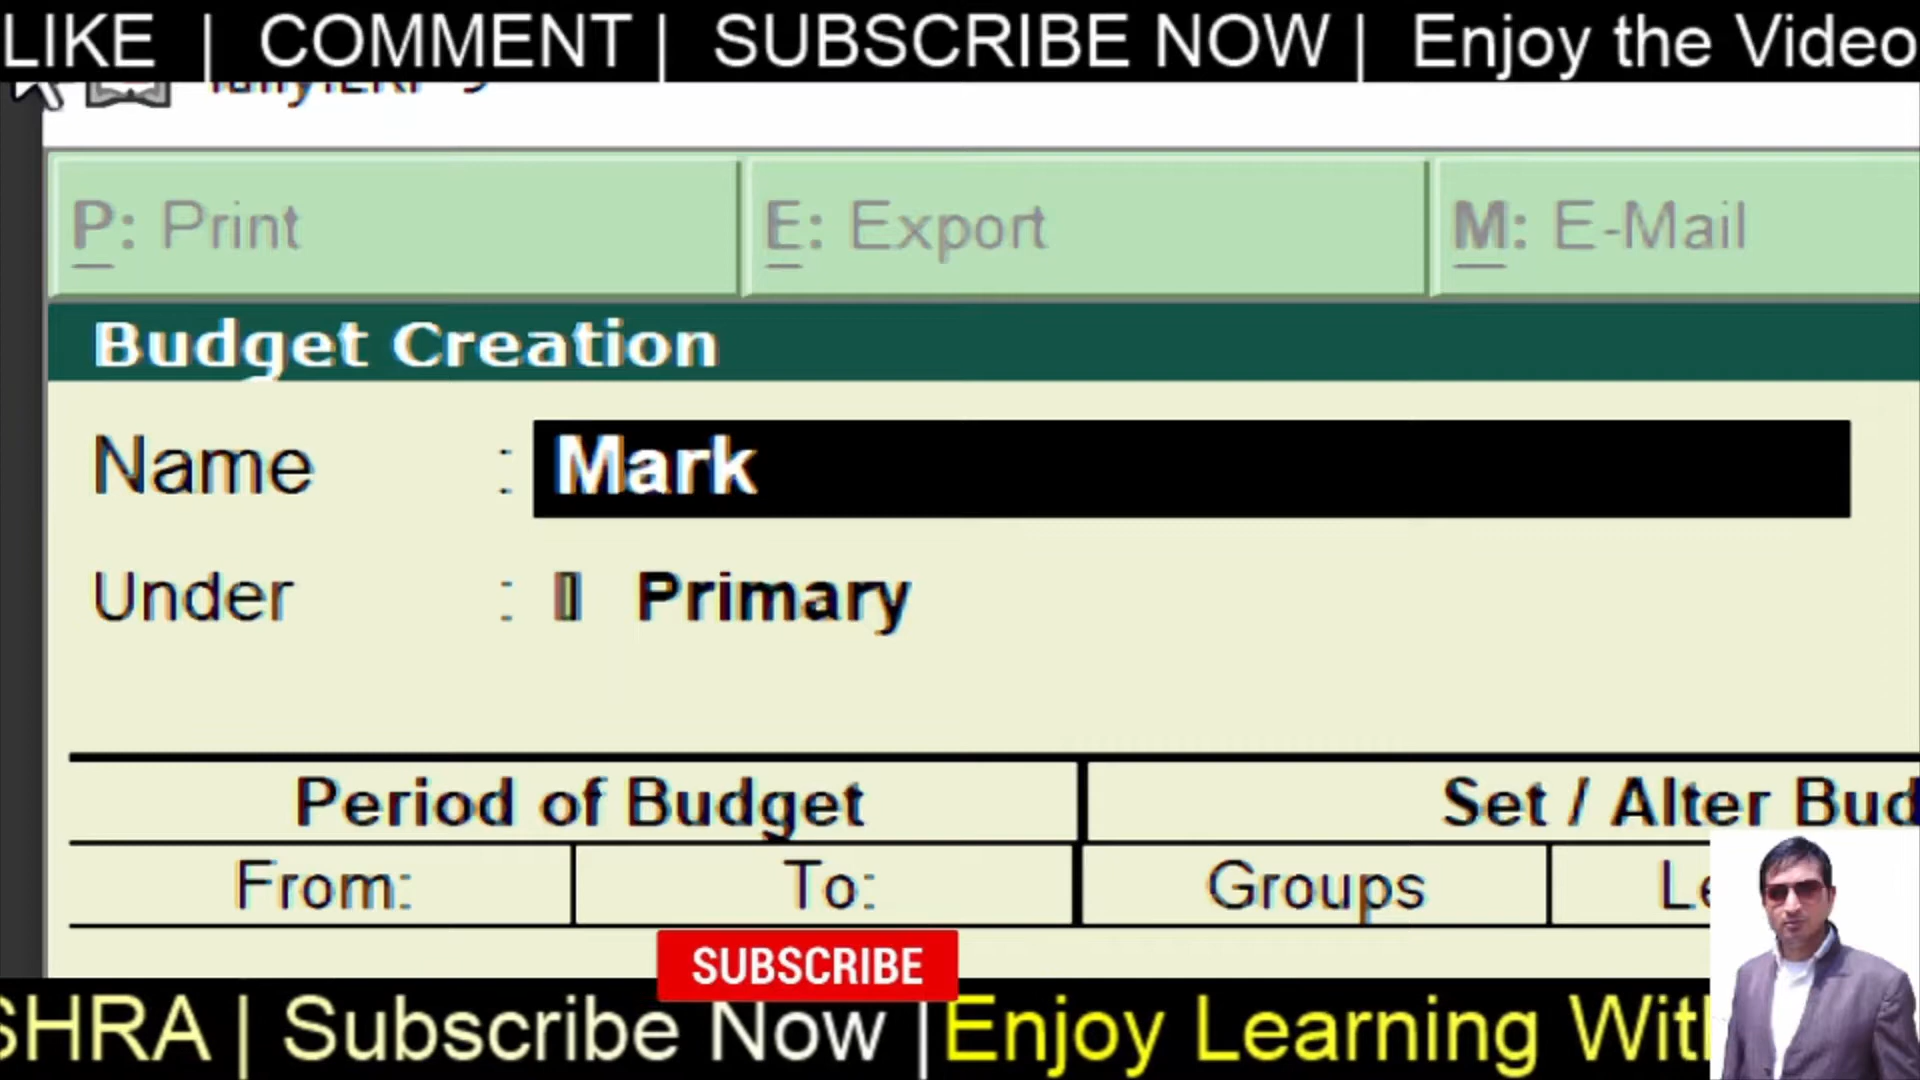 LIKE | COMMENT | SUBSCRIBE NOW | Enjoy the Video
P: Print E: Export M: E-Mail
Budget Creation
Name : Mark
Under : Primary
Period of Budget Set / Alter Bud
From: To: Groups Le
SUBSCRIBE
SHRA | Subscribe Now | Enjoy Learning Wit